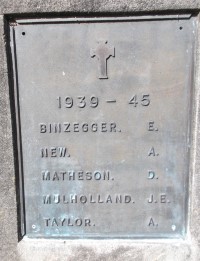 1939 - 45
BINZEGGER. E.
NEW. A.
MATHESON. D.
MULHOLLAND. J.E.
TAYLOR. A.